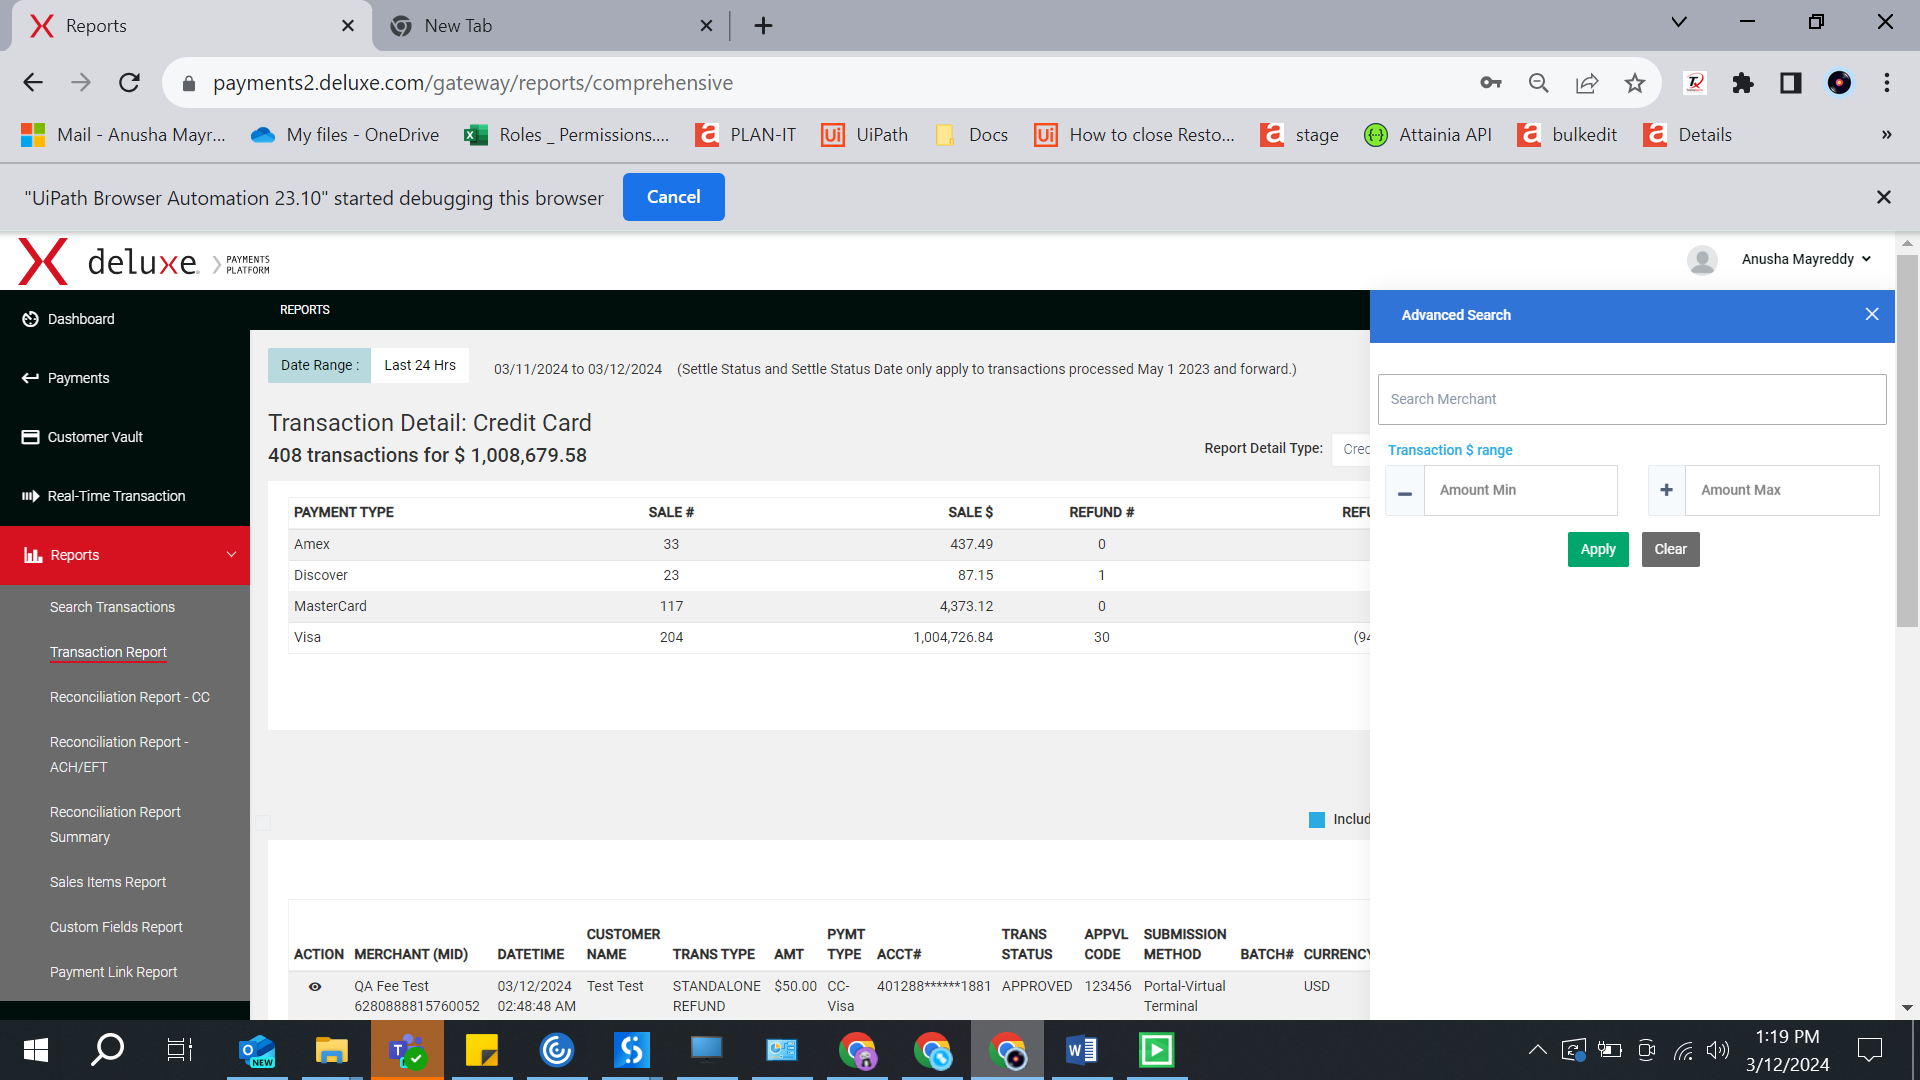 Reports
New Tab
payments2.deluxe.com/gateway/reports/comprehensive
Mail - Anusha Mayr...
My files - OneDrive
Roles _ Permissions....
PLAN-IT
UiPath
Docs
How to close Resto...
stage
Attainia API
bulkedit
Details
»
"UiPath Browser Automation 23.10" started debugging this browser
Cancel
deluxe. PAYMENTS PLATFORM
Anusha Mayreddy
Dashboard
Payments
Customer Vault
Real-Time Transaction
Reports
Search Transactions
Transaction Report
Reconciliation Report - CC
Reconciliation Report -
ACH/EFT
Reconciliation Report
Summary
Sales Items Report
Custom Fields Report
Payment Link Report
REPORTS
Date Range : Last 24 Hrs 03/11/2024 to 03/12/2024 (Settle Status and Settle Status Date only apply to transactions processed May 1 2023 and forward.)
Transaction Detail: Credit Card
408 transactions for $ 1,008,679.58
Report Detail Type: Crec
PAYMENT TYPE SALE # SALE $ REFUND # REFU
Amex 33 437.49 0
Discover 23 87.15 1
MasterCard 117 4,373.12 0
Visa 204 1,004,726.84 30 (94
Includ
ACTION MERCHANT (MID) DATETIME CUSTOMER NAME TRANS TYPE AMT PYMT TYPE ACCT# TRANS STATUS APPVL CODE SUBMISSION METHOD BATCH# CURRENCY
QA Fee Test 03/12/2024 Test Test STANDALONE $50.00 CC- 401288******1881 APPROVED 123456 Portal-Virtual USD
6280888815760052 02:48:48 AM REFUND Visa Terminal
Advanced Search
Search Merchant
Transaction $ range
Amount Min
Amount Max
Apply
Clear
NEW
1:19 PM
3/12/2024